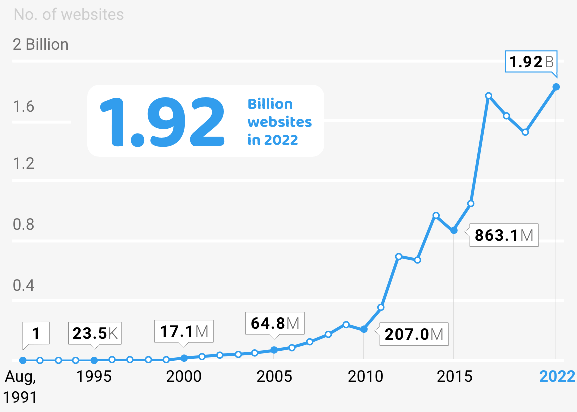 No. of websites
2 Billion
1.92B
1.6
1.92
Billion
websites
in 2022
1.2
0.8
863.1M
0.4
1
23.5K
17.1M
64.8M
207.0M
Aug,
1991
1995
2000
2005
2010
2015
2022